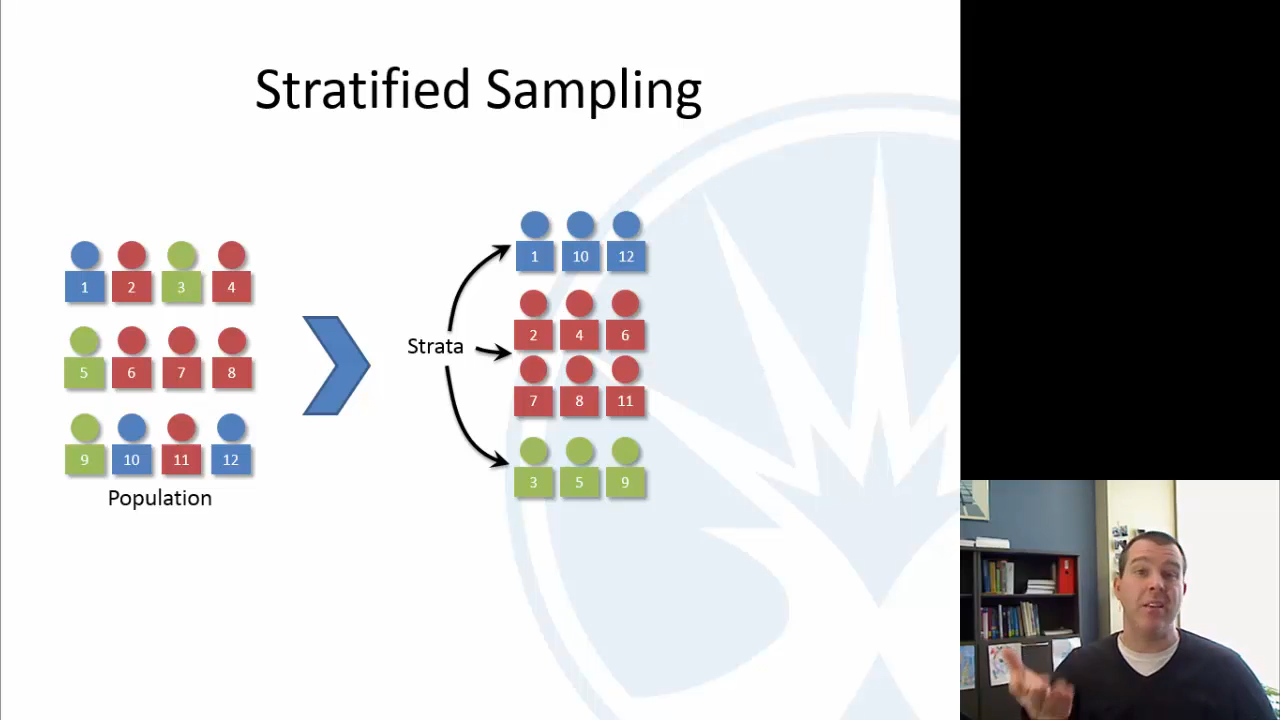 Stratified Sampling
1 2 3 4
5 6 7 8
9 10 11 12
Population
Strata
1 10 12
2 4 6
7 8 11
3 5 9